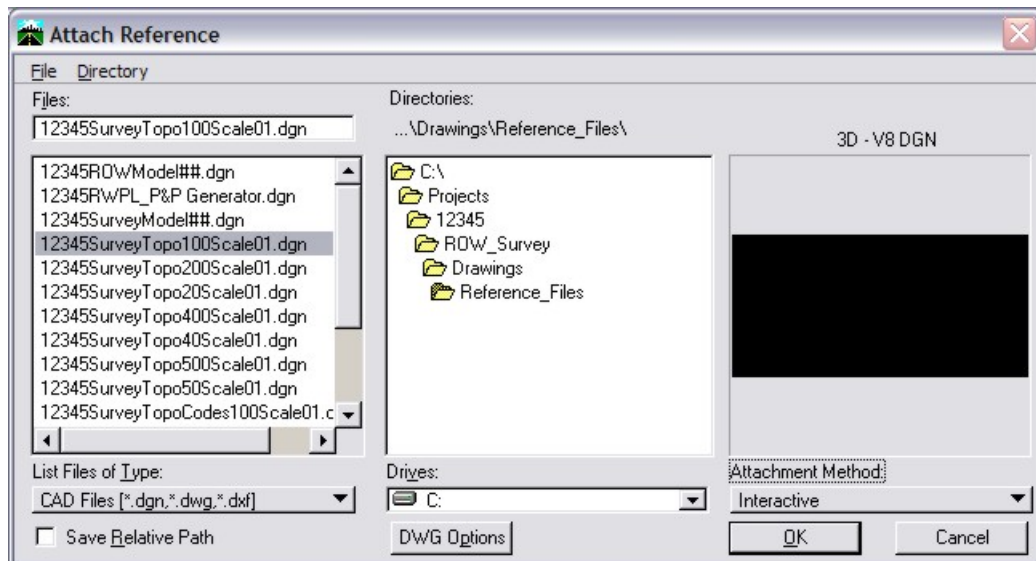 Attach Reference
File Directory
Files:
12345SurveyTopo100Scale01.dgn
12345ROWModel##.dgn
12345RWPL_P&P Generator.dgn
12345SurveyModel##.dgn
12345SurveyTopo100Scale01.dgn
12345SurveyTopo200Scale01.dgn
12345SurveyTopo20Scale01.dgn
12345SurveyTopo400Scale01.dgn
12345SurveyTopo40Scale01.dgn
12345SurveyTopo500Scale01.dgn
12345SurveyTopo50Scale01.dgn
12345SurveyTopoCodes100Scale01.c
List Files of Type:
CAD Files [*.dgn,*.dwg,*.dxf]
Save Relative Path
Directories:
...\Drawings\Reference_Files\
C:\
Projects
12345
ROW_Survey
Drawings
Reference_Files
Drives:
C:
DWG Options
3D - V8 DGN
Attachment Method:
Interactive
OK Cancel